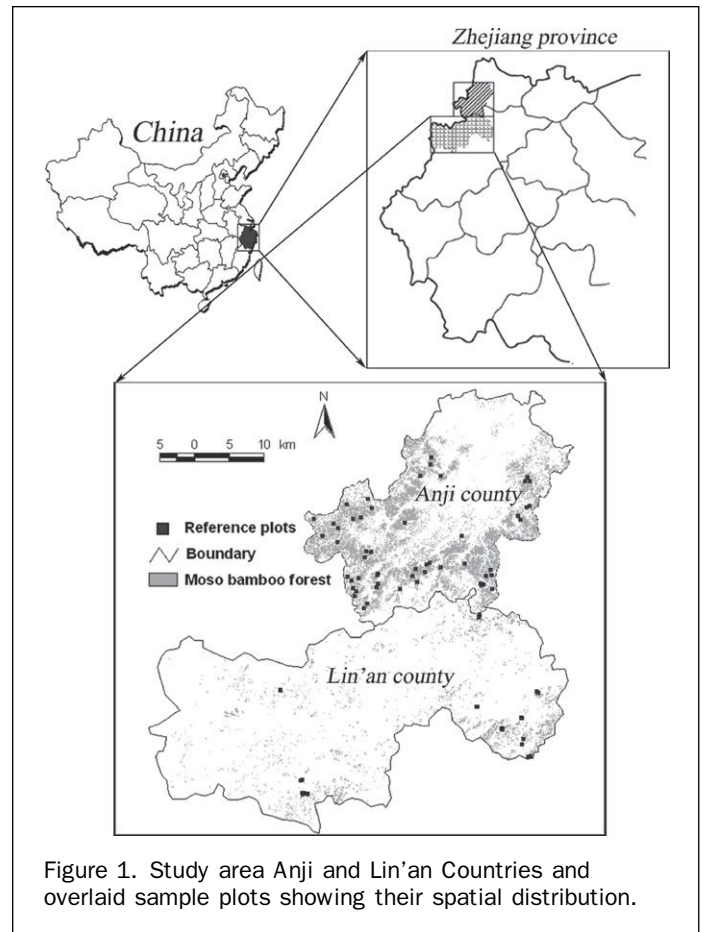 Zhejiang province
China
N
5 0 5 10 km
Anji county
Reference plots
Boundary
Moso bamboo forest
Lin'an county
Figure 1. Study area Anji and Lin'an Countries and
overlaid sample plots showing their spatial distribution.